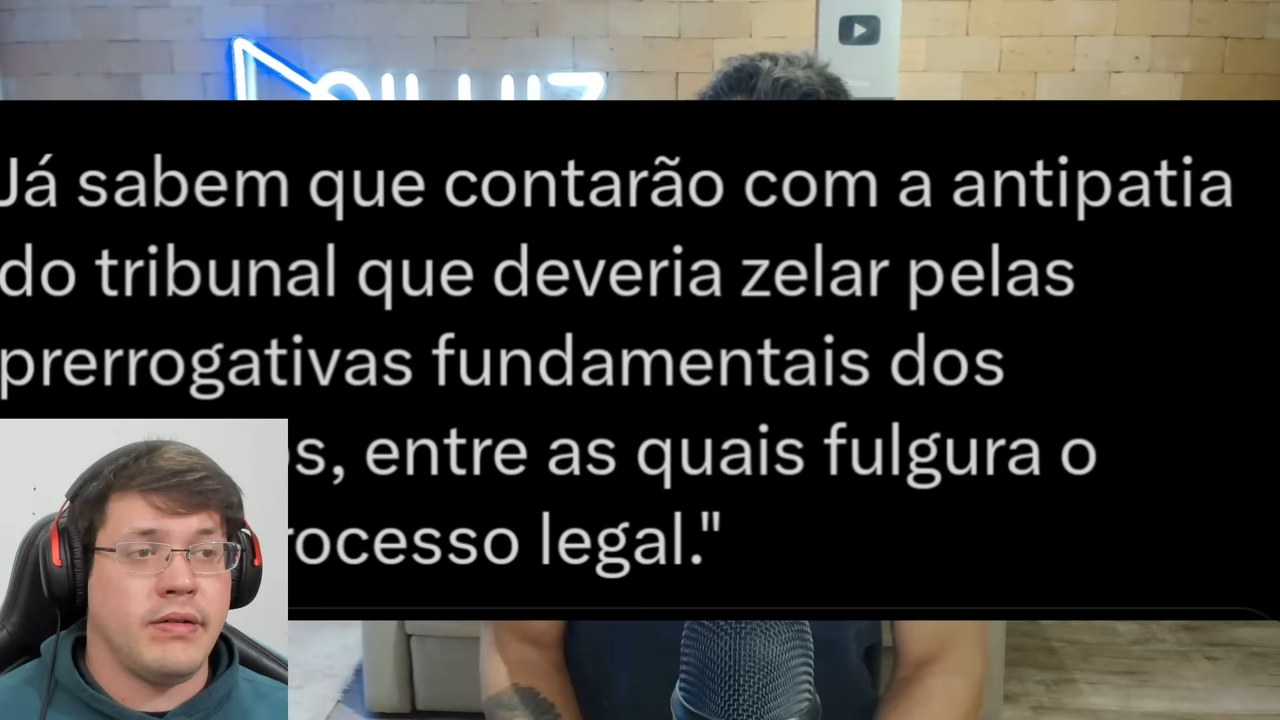 Já sabem que contarão com a antipatia
do tribunal que deveria zelar pelas
prerrogativas fundamentais dos
entre as quais fulgura o
legal."